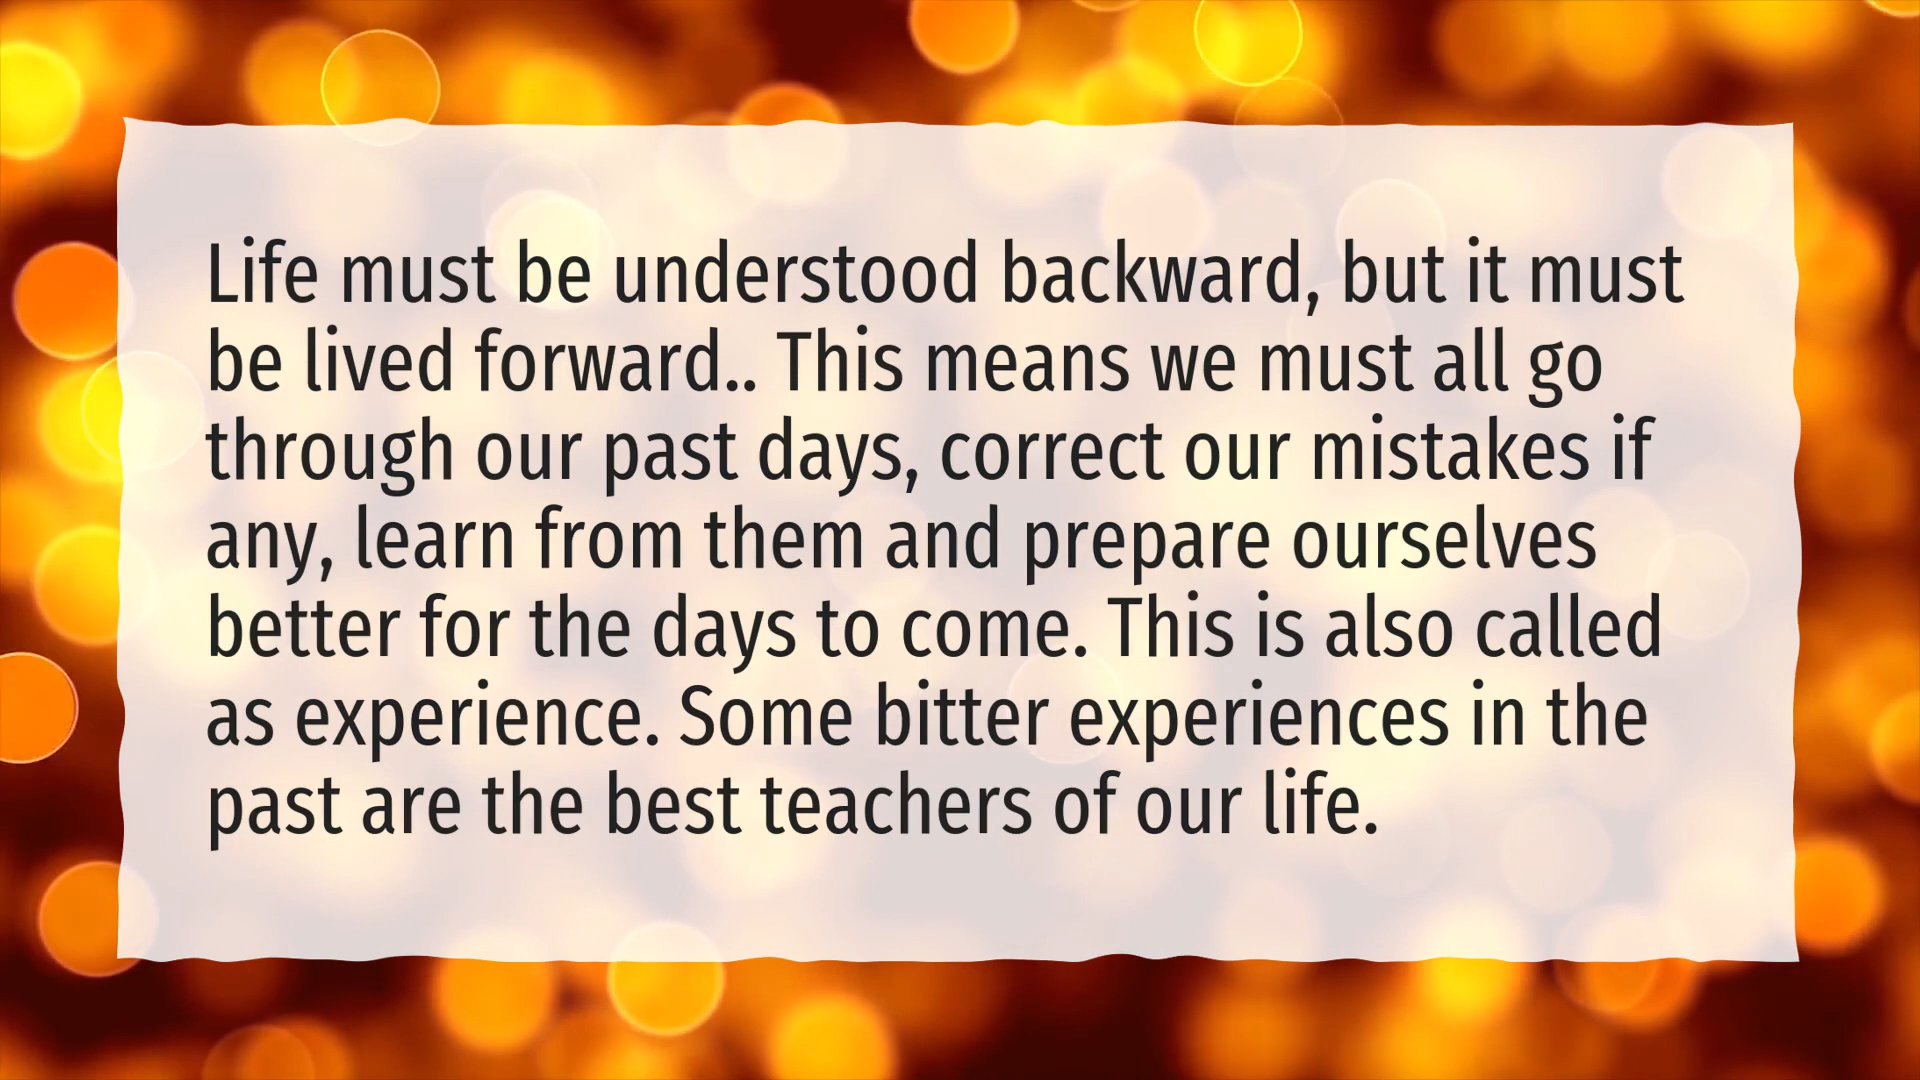 Life must be understood backward, but it must
be lived forward.. This means we must all go
through our past days, correct our mistakes if
any, learn from them and prepare ourselves
better for the days to come. This is also called
as experience. Some bitter experiences in the
past are the best teachers of our life.